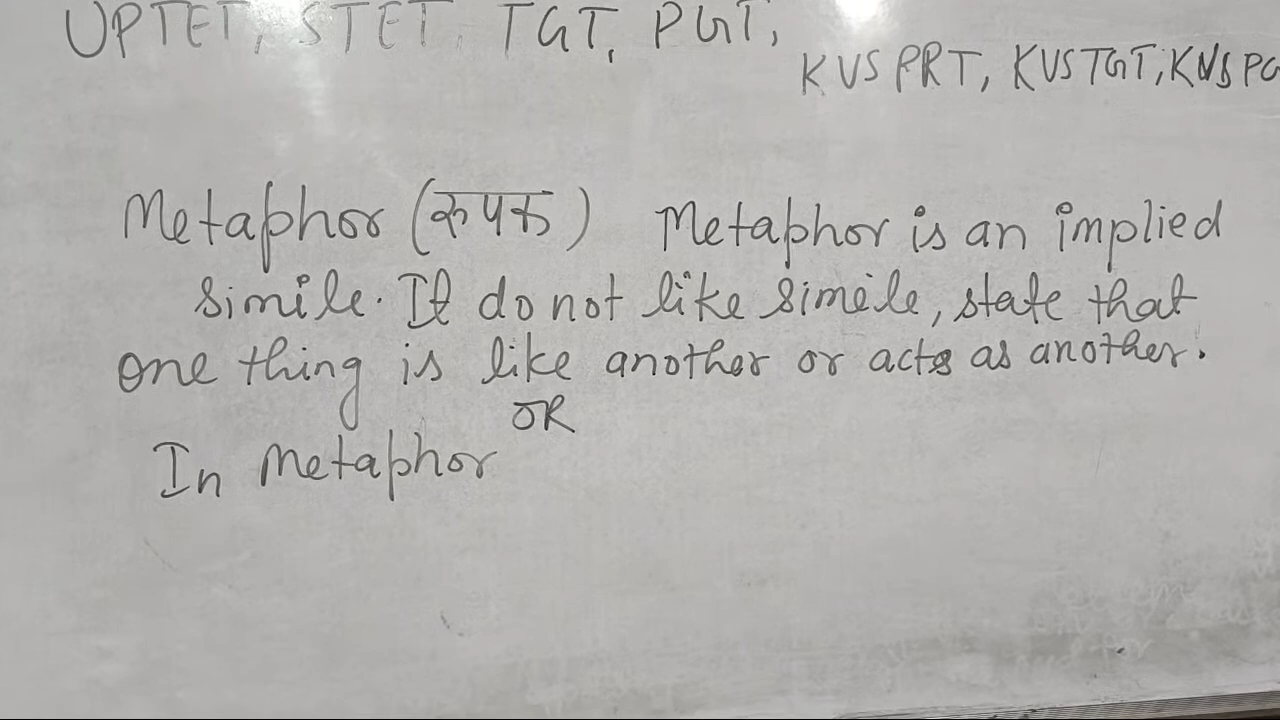 UPTET, STET, TGT, PGT,
KVS PRT, KVS TGT, KVS PG
Metaphor (रूपक) Metaphor is an implied
simile. It do not like simile, state that
one thing is like another or acts as another.
OR
In Metaphor